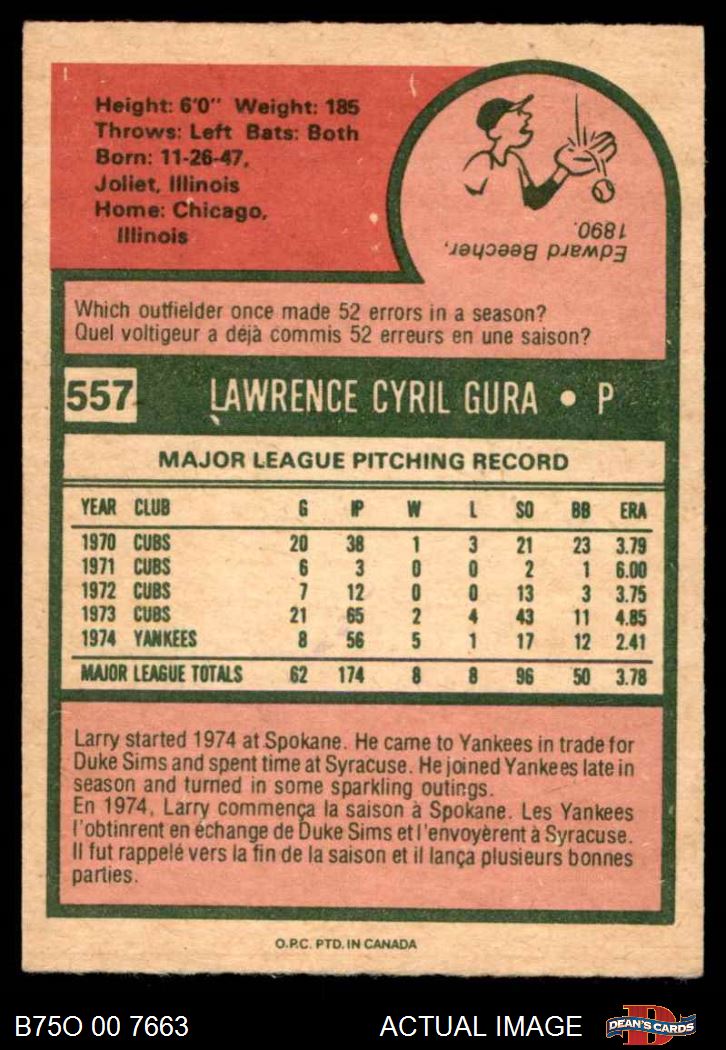 Height: 6'0" Weight: 185
Throws: Left Bats: Both
Born: 11-26-47,
Joliet, Illinois
Home: Chicago,
Illinois
Edward Beecher,
1890.
Which outfielder once made 52 errors in a season?
Quel voltigeur a déjà commis 52 erreurs en une saison?
557 LAWRENCE CYRIL GURA • P
MAJOR LEAGUE PITCHING RECORD
YEAR CLUB G IP W L SO BB ERA
1970 CUBS 20 38 1 3 21 23 3.79
1971 CUBS 6 3 0 0 2 1 6.00
1972 CUBS 7 12 0 0 13 3 3.75
1973 CUBS 21 65 2 4 43 11 4.85
1974 YANKEES 8 56 5 1 17 12 2.41
MAJOR LEAGUE TOTALS 62 174 8 8 96 50 3.78
Larry started 1974 at Spokane. He came to Yankees in trade for
Duke Sims and spent time at Syracuse. He joined Yankees late in
season and turned in some sparkling outings.
En 1974, Larry commença la saison à Spokane. Les Yankees
l'obtinrent en échange de Duke Sims et l'envoyèrent à Syracuse.
Il fut rappelé vers la fin de la saison et il lança plusieurs bonnes
parties.
O.P.C. PTD. IN CANADA
B75O 00 7663 ACTUAL IMAGE D DEAN'S CARDS